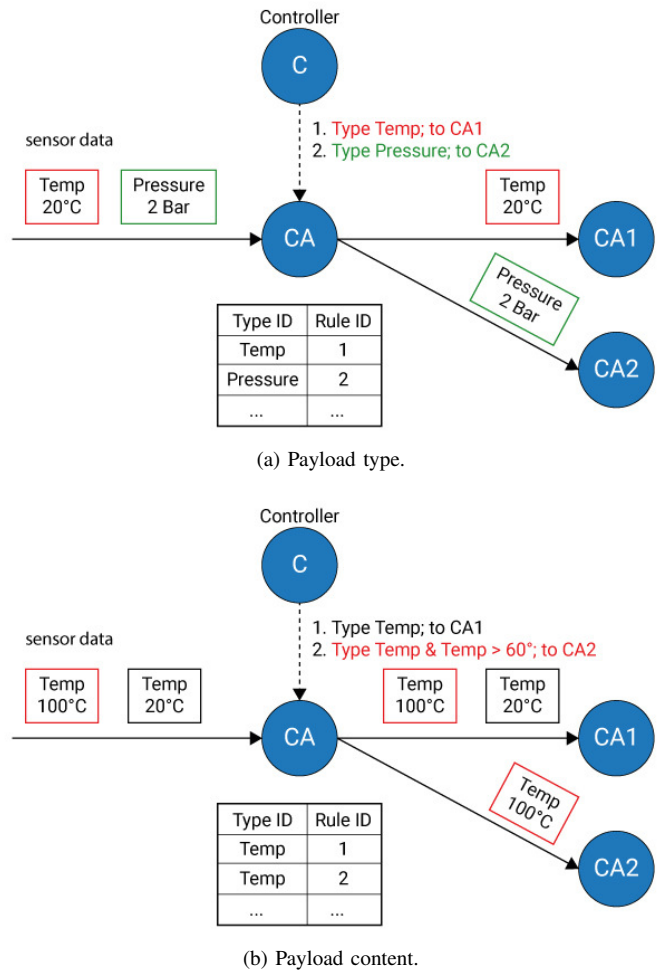 Controller
C
1. Type Temp; to CA1
2. Type Pressure; to CA2
sensor data
Temp
20°C
Pressure
2 Bar
Temp
20°C
CA
CA1
Pressure
2 Bar
CA2
Type ID Rule ID
Temp 1
Pressure 2
... ...
(a) Payload type.
Controller
C
1. Type Temp; to CA1
2. Type Temp & Temp > 60°; to CA2
sensor data
Temp
100°C
Temp
20°C
Temp
100°C
Temp
20°C
CA
CA1
Temp
100°C
CA2
Type ID Rule ID
Temp 1
Temp 2
... ...
(b) Payload content.